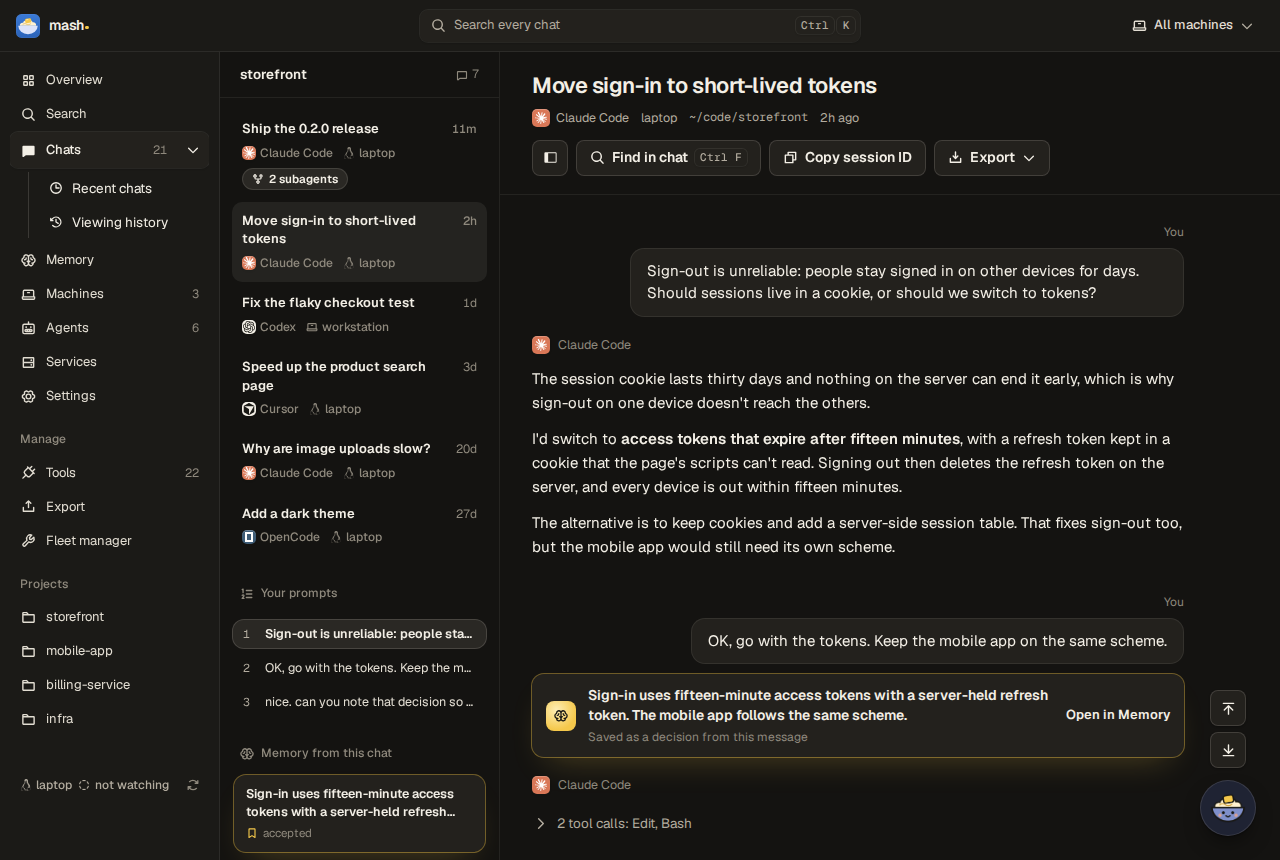 mash
Search every chat
Ctrl K
All machines
Overview
Search
Chats 21
Recent chats
Viewing history
Memory
Machines 3
Agents 6
Services
Settings
Manage
Tools 22
Export
Fleet manager
Projects
storefront
mobile-app
billing-service
infra
laptop not watching
storefront 7
Ship the 0.2.0 release 11m
Claude Code laptop
2 subagents
Move sign-in to short-lived 2h
tokens
Claude Code laptop
Fix the flaky checkout test 1d
Codex workstation
Speed up the product search 3d
page
Cursor laptop
Why are image uploads slow? 20d
Claude Code laptop
Add a dark theme 27d
OpenCode laptop
Your prompts
1 Sign-out is unreliable: people sta…
2 OK, go with the tokens. Keep the m…
3 nice. can you note that decision so …
Memory from this chat
Sign-in uses fifteen-minute access
tokens with a server-held refresh…
accepted
Move sign-in to short-lived tokens
Claude Code laptop ~/code/storefront 2h ago
Find in chat Ctrl F
Copy session ID
Export
You
Sign-out is unreliable: people stay signed in on other devices for days.
Should sessions live in a cookie, or should we switch to tokens?
Claude Code
The session cookie lasts thirty days and nothing on the server can end it early, which is why
sign-out on one device doesn't reach the others.
I'd switch to access tokens that expire after fifteen minutes, with a refresh token kept in a
cookie that the page's scripts can't read. Signing out then deletes the refresh token on the
server, and every device is out within fifteen minutes.
The alternative is to keep cookies and add a server-side session table. That fixes sign-out too,
but the mobile app would still need its own scheme.
You
OK, go with the tokens. Keep the mobile app on the same scheme.
Sign-in uses fifteen-minute access tokens with a server-held refresh
token. The mobile app follows the same scheme.
Saved as a decision from this message
Open in Memory
Claude Code
2 tool calls: Edit, Bash